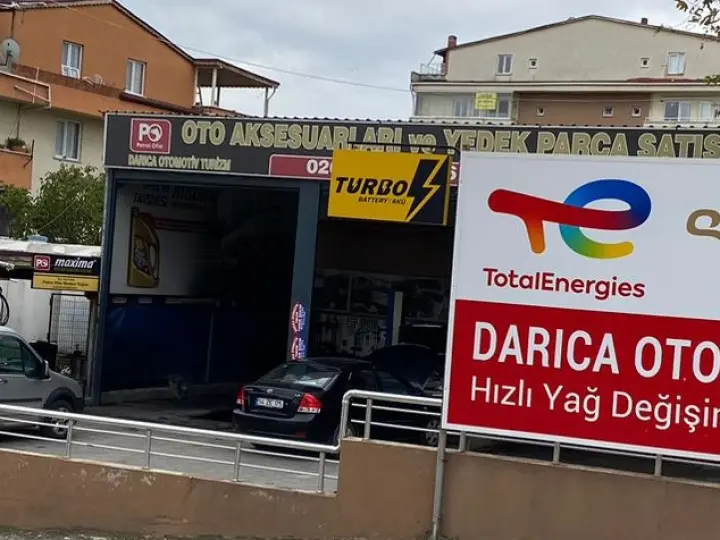 PO
Petrol Ofisi
OTO AKSESUARLARI ve YEDEK PARÇA SATIŞ
DARICA OTOMOTİV TURİZM
TURBO
BATTERY / AKÜ
PO
maxima
TotalEnergies
DARICA OTO
Hızlı Yağ Değişim